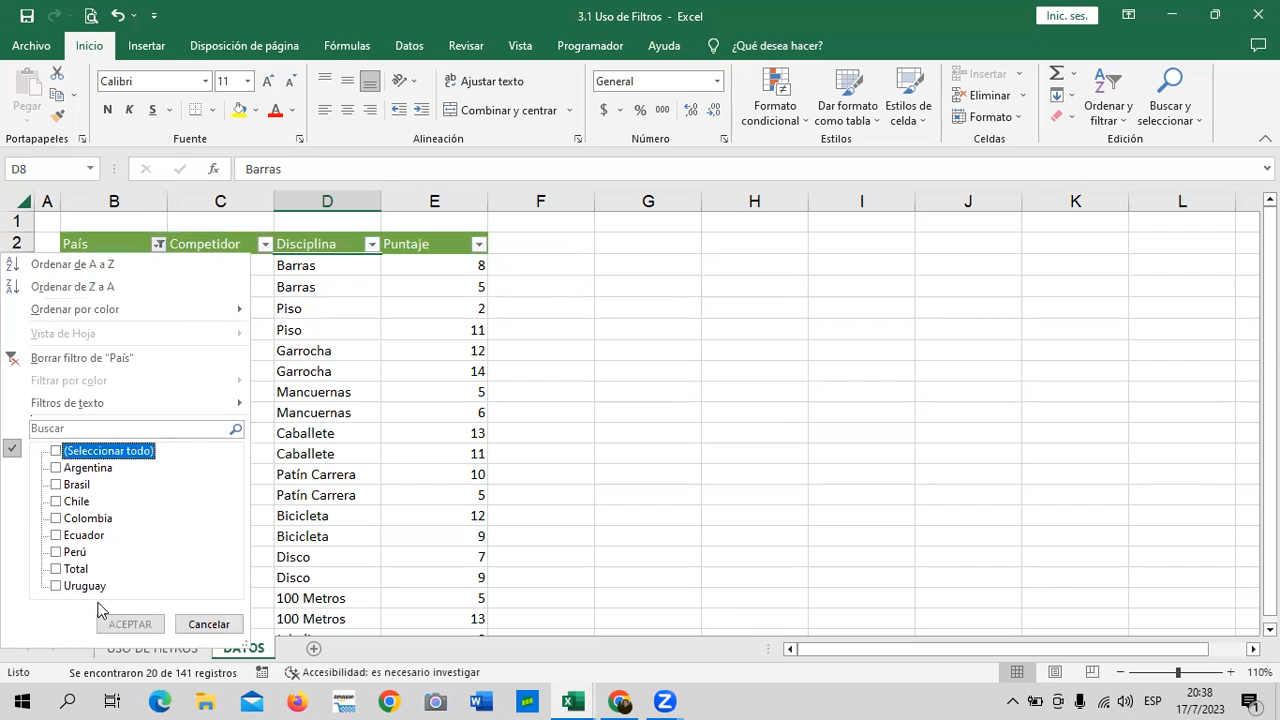 3.1 Uso de Filtros - Excel
Inic. ses.
Archivo Inicio Insertar Disposición de página Fórmulas Datos Revisar Vista Programador Ayuda ¿Qué desea hacer?
Pegar
Calibri 11
N K S
Ajustar texto
Combinar y centrar
General
$ % 000
Formato condicional
Dar formato como tabla
Estilos de celda
Insertar
Eliminar
Formato
Ordenar y filtrar
Buscar y seleccionar
Portapapeles Fuente Alineación Número Estilos Celdas Edición
D8 fx Barras
A B C D E F G H I J K L
1
2 País Competidor Disciplina Puntaje
Ordenar de A a Z
Ordenar de Z a A
Ordenar por color
Vista de Hoja
Borrar filtro de "País"
Filtrar por color
Filtros de texto
Buscar
(Seleccionar todo)
Argentina
Brasil
Chile
Colombia
Ecuador
Perú
Total
Uruguay
ACEPTAR Cancelar
Barras 8
Barras 5
Piso 2
Piso 11
Garrocha 12
Garrocha 14
Mancuernas 5
Mancuernas 6
Caballete 13
Caballete 11
Patín Carrera 10
Patín Carrera 5
Bicicleta 12
Bicicleta 9
Disco 7
Disco 9
100 Metros 5
100 Metros 13
USO DE FILTROS DATOS
Listo Se encontraron 20 de 141 registros Accesibilidad: es necesario investigar 110%
amazon
ESP
20:38
17/7/2023